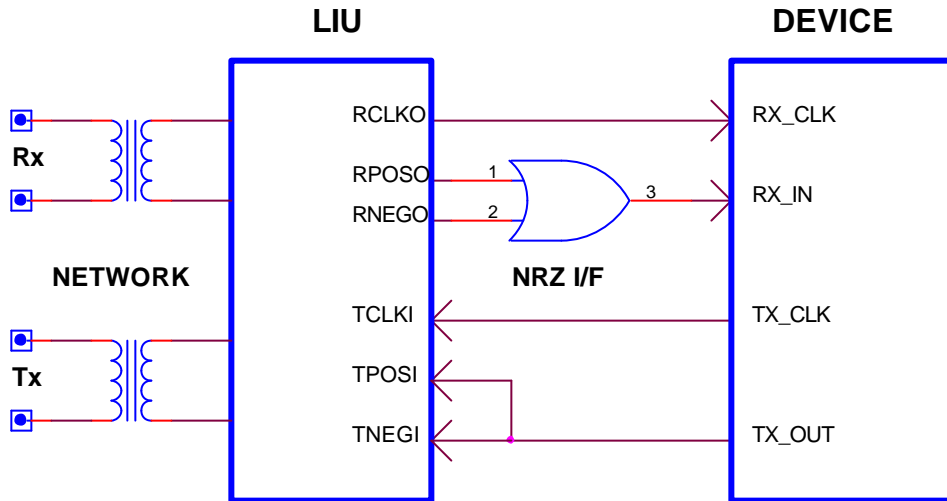 LIU
DEVICE
RCLKO
RX_CLK
Rx
RPOSO
1
3
RX_IN
RNEGO
2
NETWORK
NRZ I/F
TCLKI
TX_CLK
Tx
TPOSI
TNEGI
TX_OUT